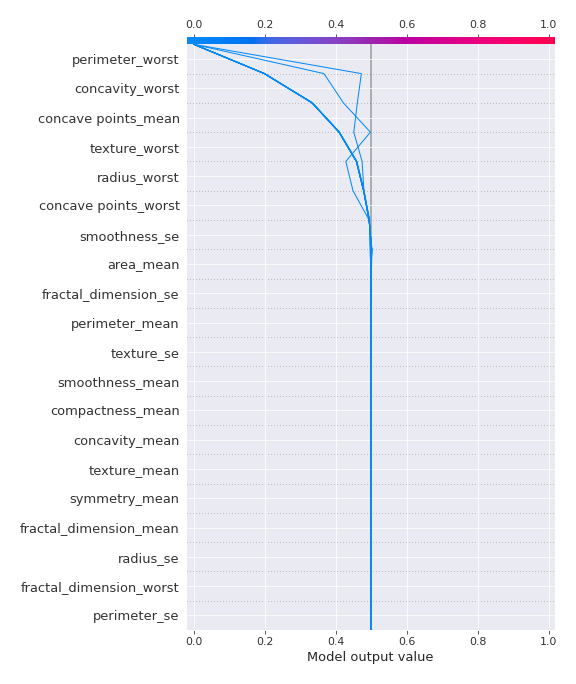 0.0 0.2 0.4 0.6 0.8 1.0
perimeter_worst
concavity_worst
concave points_mean
texture_worst
radius_worst
concave points_worst
smoothness_se
area_mean
fractal_dimension_se
perimeter_mean
texture_se
smoothness_mean
compactness_mean
concavity_mean
texture_mean
symmetry_mean
fractal_dimension_mean
radius_se
fractal_dimension_worst
perimeter_se
0.0 0.2 0.4 0.6 0.8 1.0
Model output value